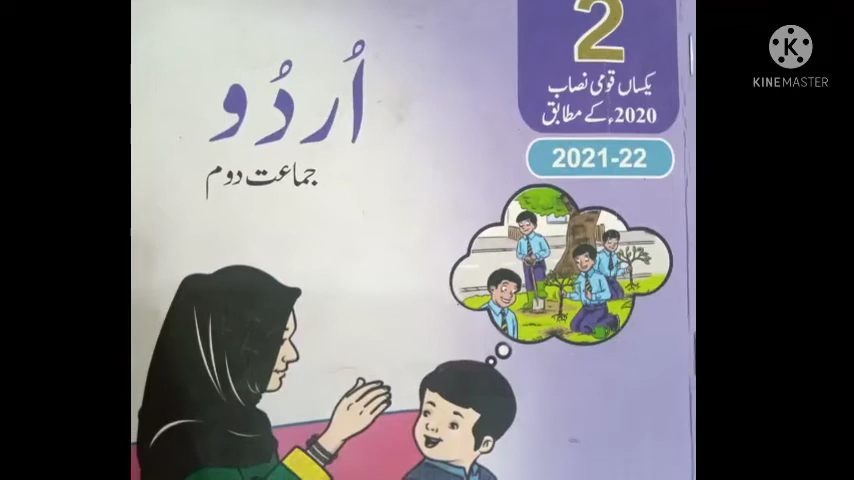 2
یکساں قومی نصاب
2020ء کے مطابق
2021-22
اُردُو
جماعت دوم
K
KINEMASTER